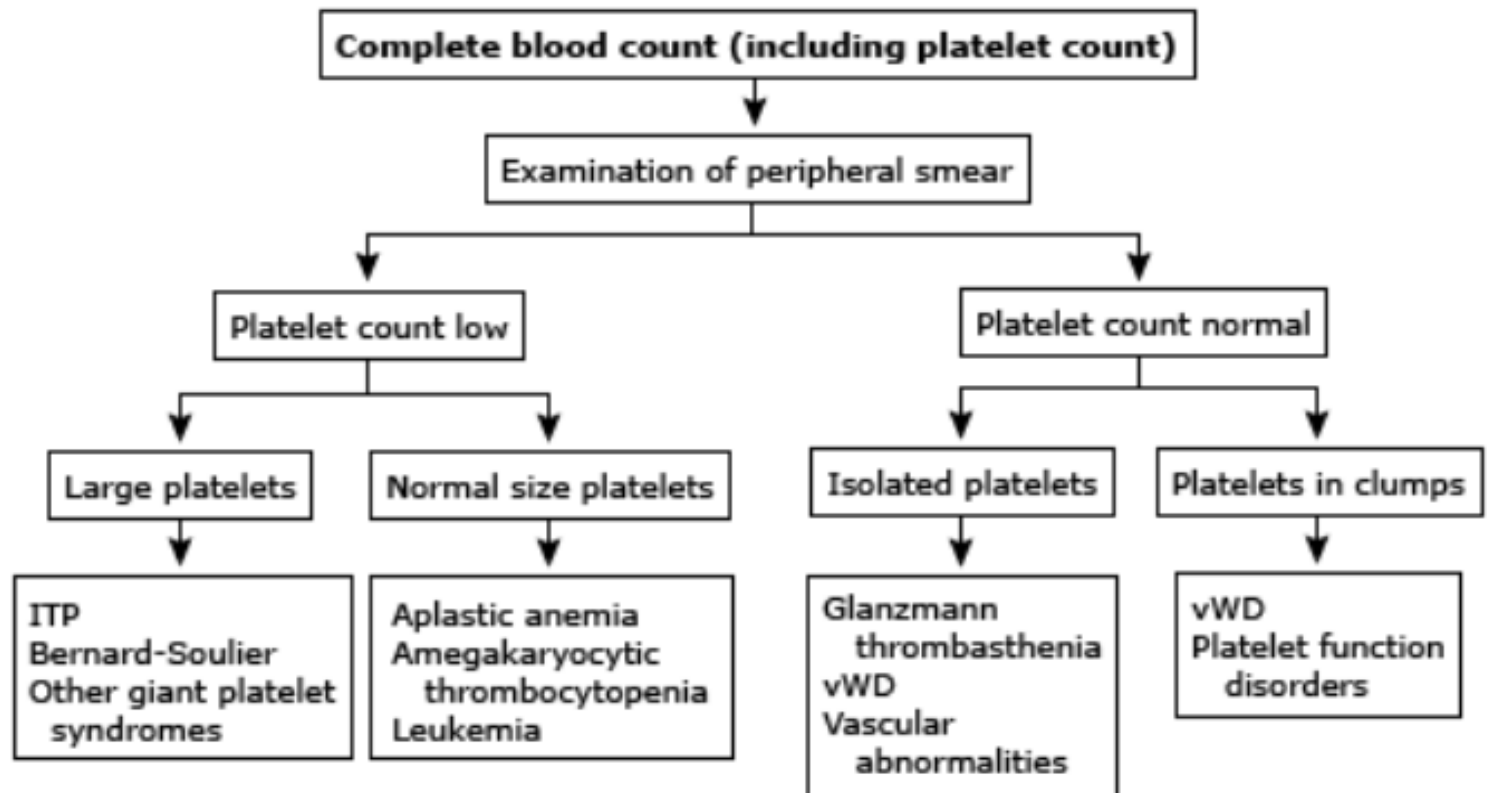 Complete blood count (including platelet count)
Examination of peripheral smear
Platelet count low
Platelet count normal
Large platelets
Normal size platelets
Isolated platelets
Platelets in clumps
ITP
Bernard-Soulier
Other giant platelet
syndromes
Aplastic anemia
Amegakaryocytic
thrombocytopenia
Leukemia
Glanzmann
thrombasthenia
vWD
Vascular
abnormalities
vWD
Platelet function
disorders